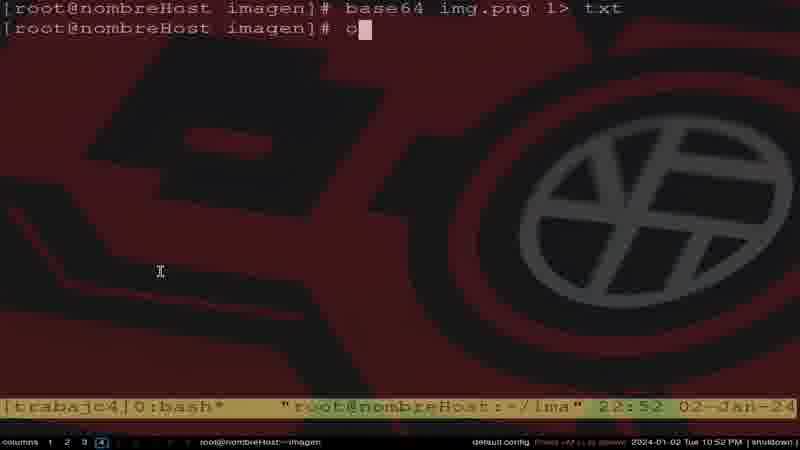 [root@nombreHost imagen]# base64 img.png 1> txt
[root@nombreHost imagen]# o
[trabajc4]0:bash* "root@nombreHost:~/ima" 22:52 02-Jan-24
columns 1 2 3 4 root@nombreHost:~imagen default config 2024-01-02 Tue 10:52 PM | shutdown |